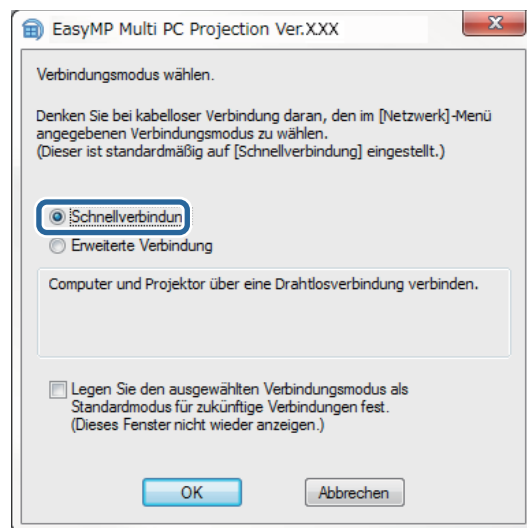 EasyMP Multi PC Projection Ver.XXX
Verbindungsmodus wählen.
Denken Sie bei kabelloser Verbindung daran, den im [Netzwerk]-Menü
angegebenen Verbindungsmodus zu wählen.
(Dieser ist standardmäßig auf [Schnellverbindung] eingestellt.)
Schnellverbindun
Erweiterte Verbindung
Computer und Projektor über eine Drahtlosverbindung verbinden.
Legen Sie den ausgewählten Verbindungsmodus als
Standardmodus für zukünftige Verbindungen fest.
(Dieses Fenster nicht wieder anzeigen.)
OK
Abbrechen